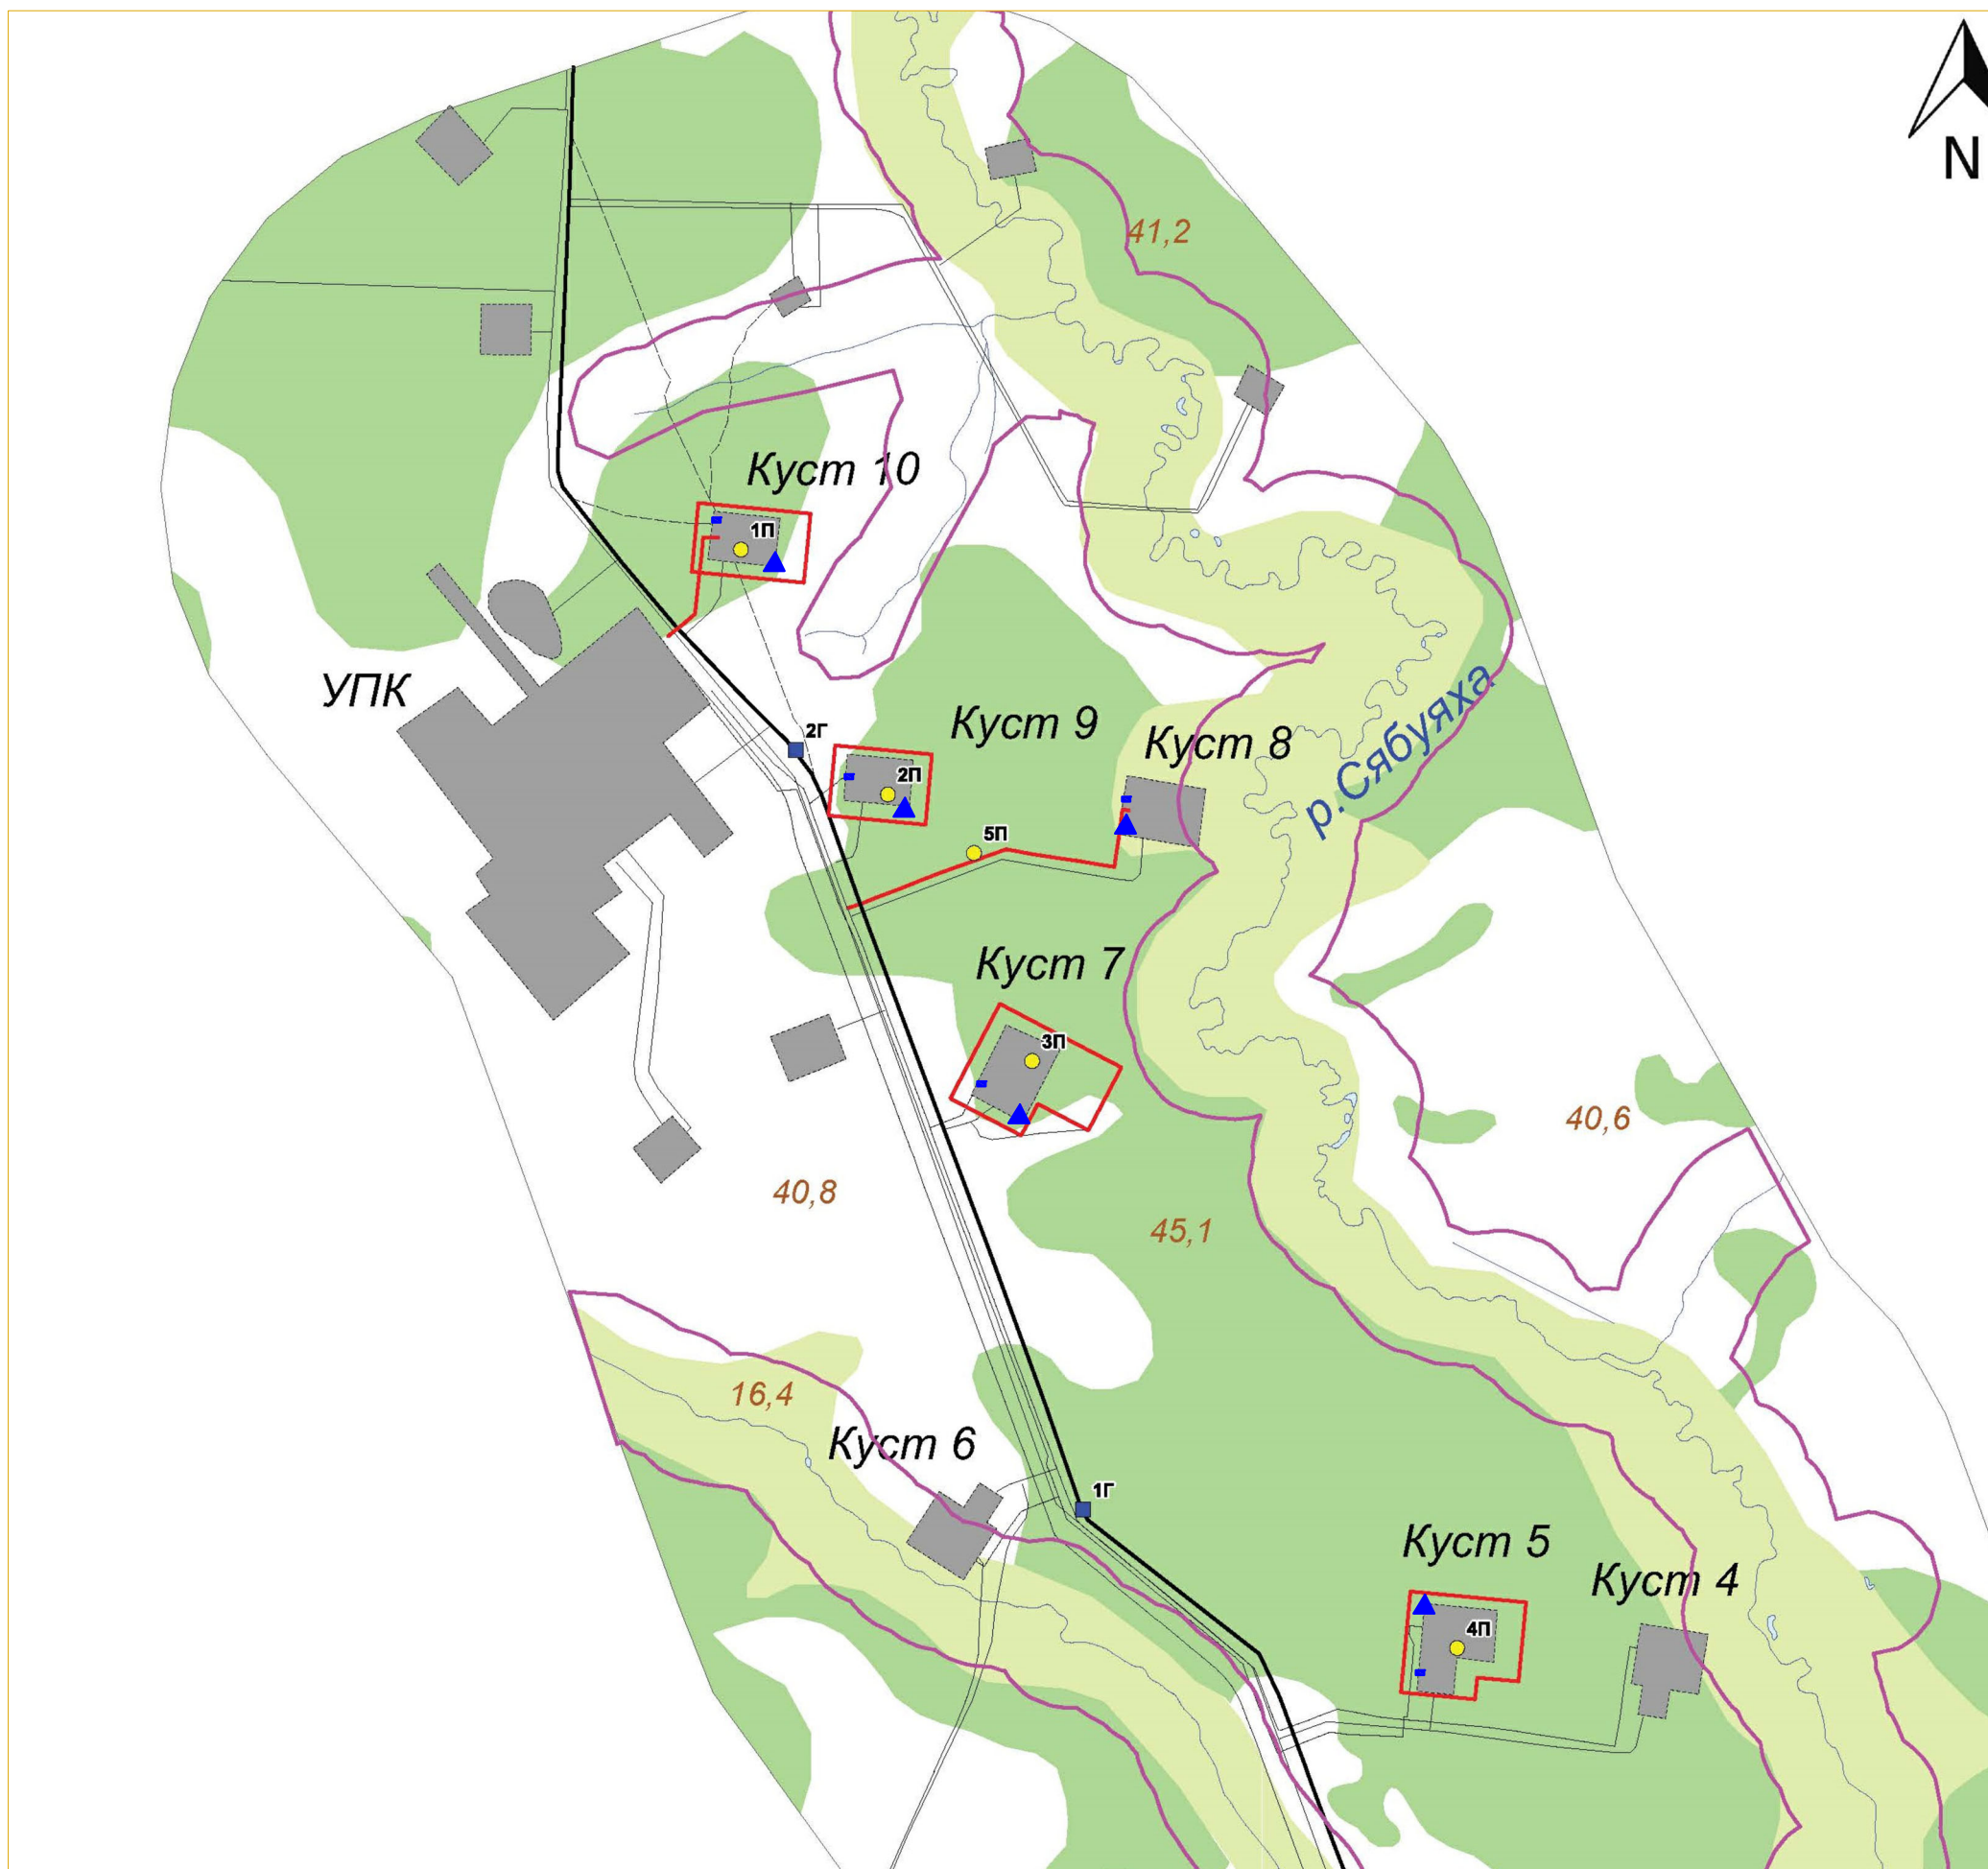 N
41,2
Куст 10
1П
УПК
2Г
Куст 9
Куст 8
р.Сябуяха
2П
5П
Куст 7
3П
40,6
40,8
45,1
16,4
Куст 6
1Г
Куст 5
Куст 4
4П